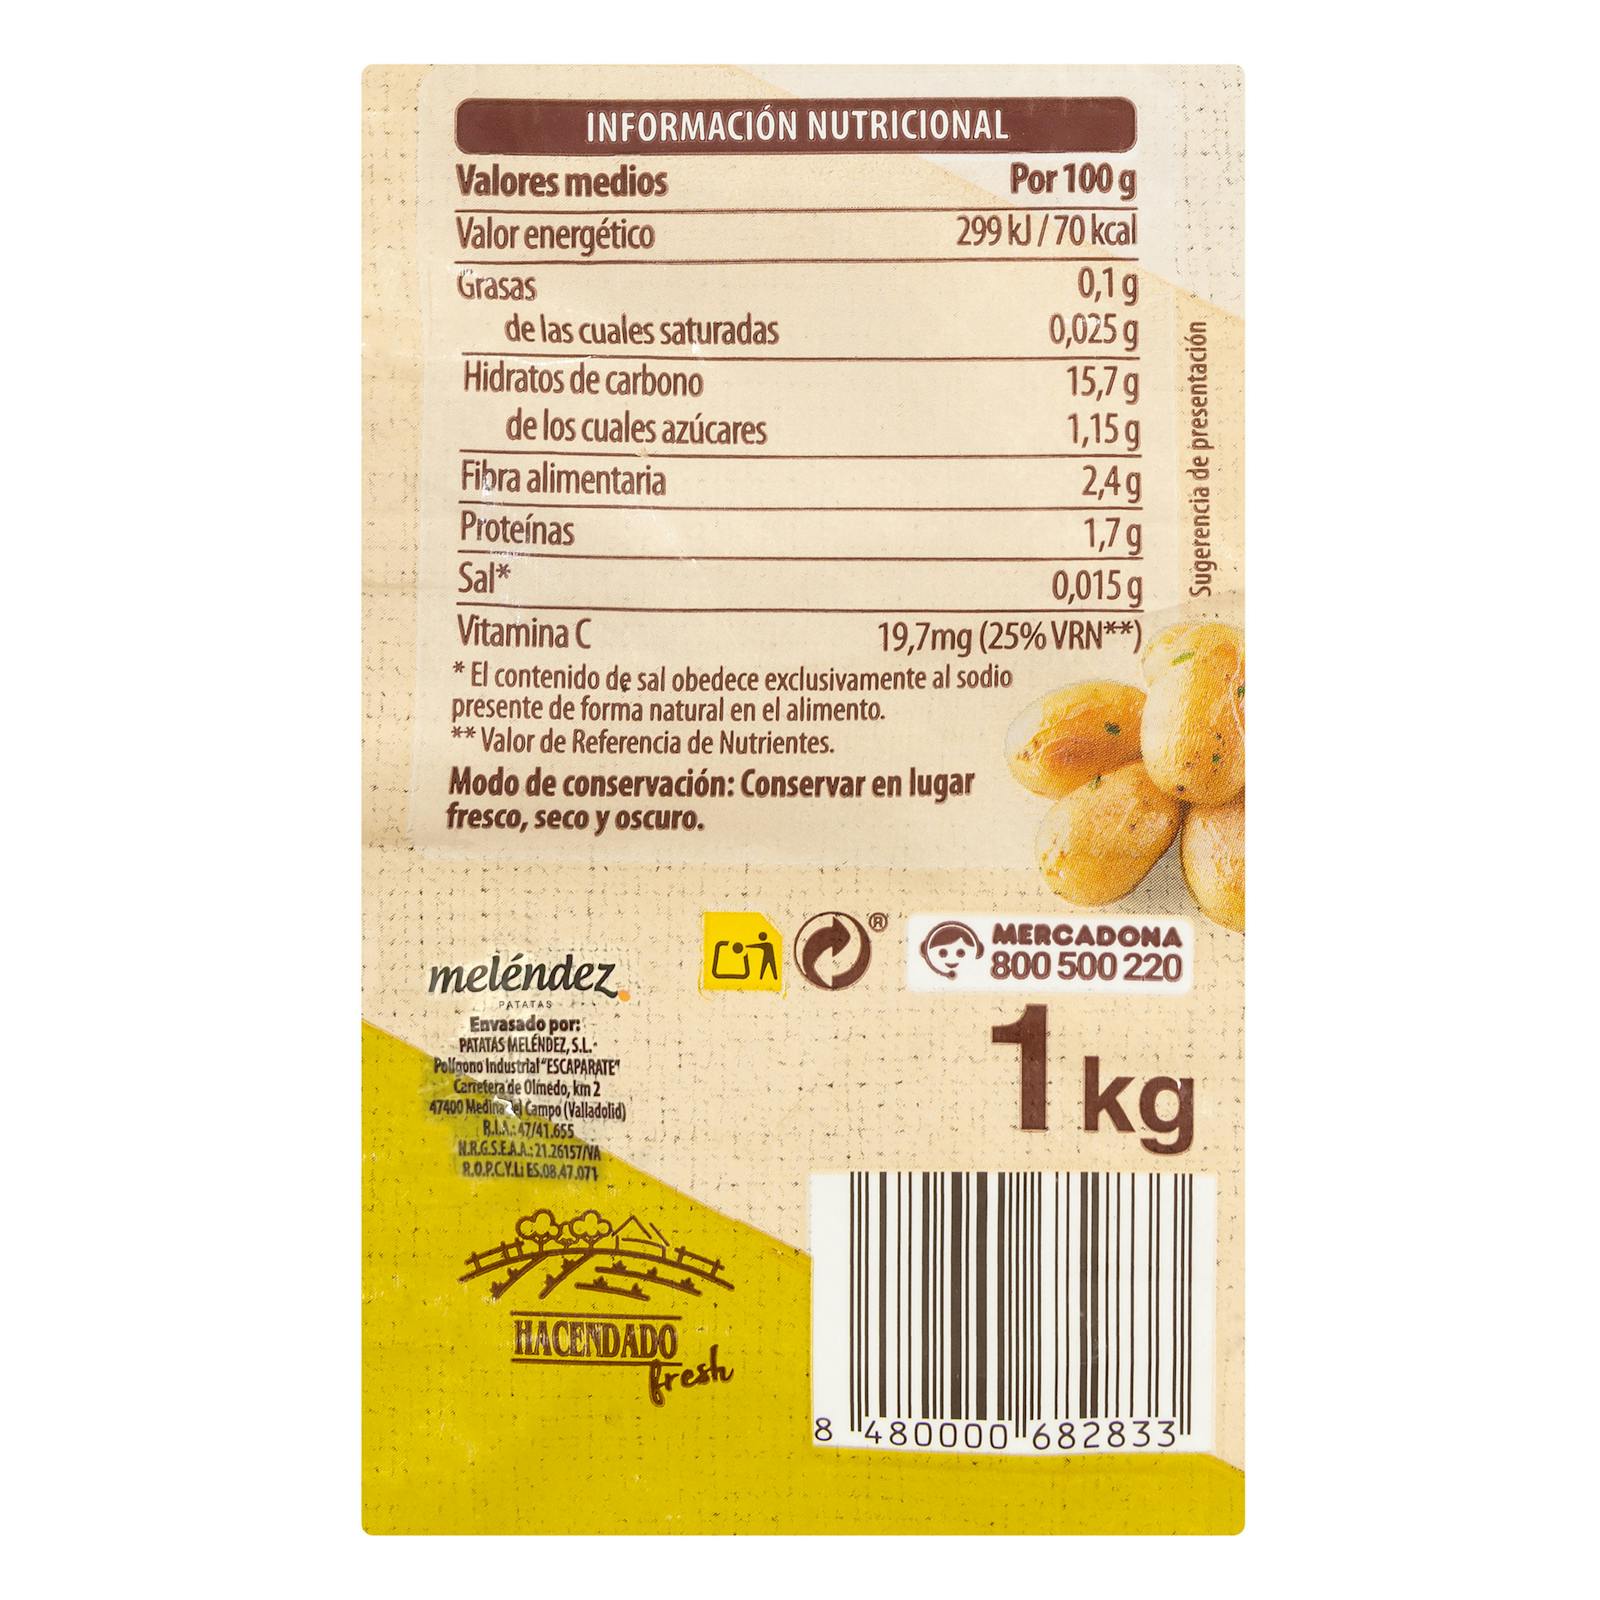 INFORMACIÓN NUTRICIONAL
Valores medios Por 100 g
Valor energético 299 kJ / 70 kcal
Grasas 0,1 g
de las cuales saturadas 0,025 g
Hidratos de carbono 15,7 g
de los cuales azúcares 1,15 g
Fibra alimentaria 2,4 g
Proteínas 1,7 g
Sal* 0,015 g
Vitamina C 19,7mg (25% VRN**)
* El contenido de sal obedece exclusivamente al sodio
presente de forma natural en el alimento.
** Valor de Referencia de Nutrientes.
Modo de conservación: Conservar en lugar
fresco, seco y oscuro.
Sugerencia de presentación
®
MERCADONA
800 500 220
meléndez
PATATAS
Envasado por:
PATATAS MELÉNDEZ, S.L.
Polígono Industrial "ESCAPARATE"
Carretera de Olmedo, km 2
47400 Medina del Campo (Valladolid)
R.I.A.: 47/41.655
N.R.G.S.E.A.A.: 21.26157/VA
R.O.P.C.Y.L: ES.08.47.071
1 kg
HACENDADO
fresh
8 480000 682833